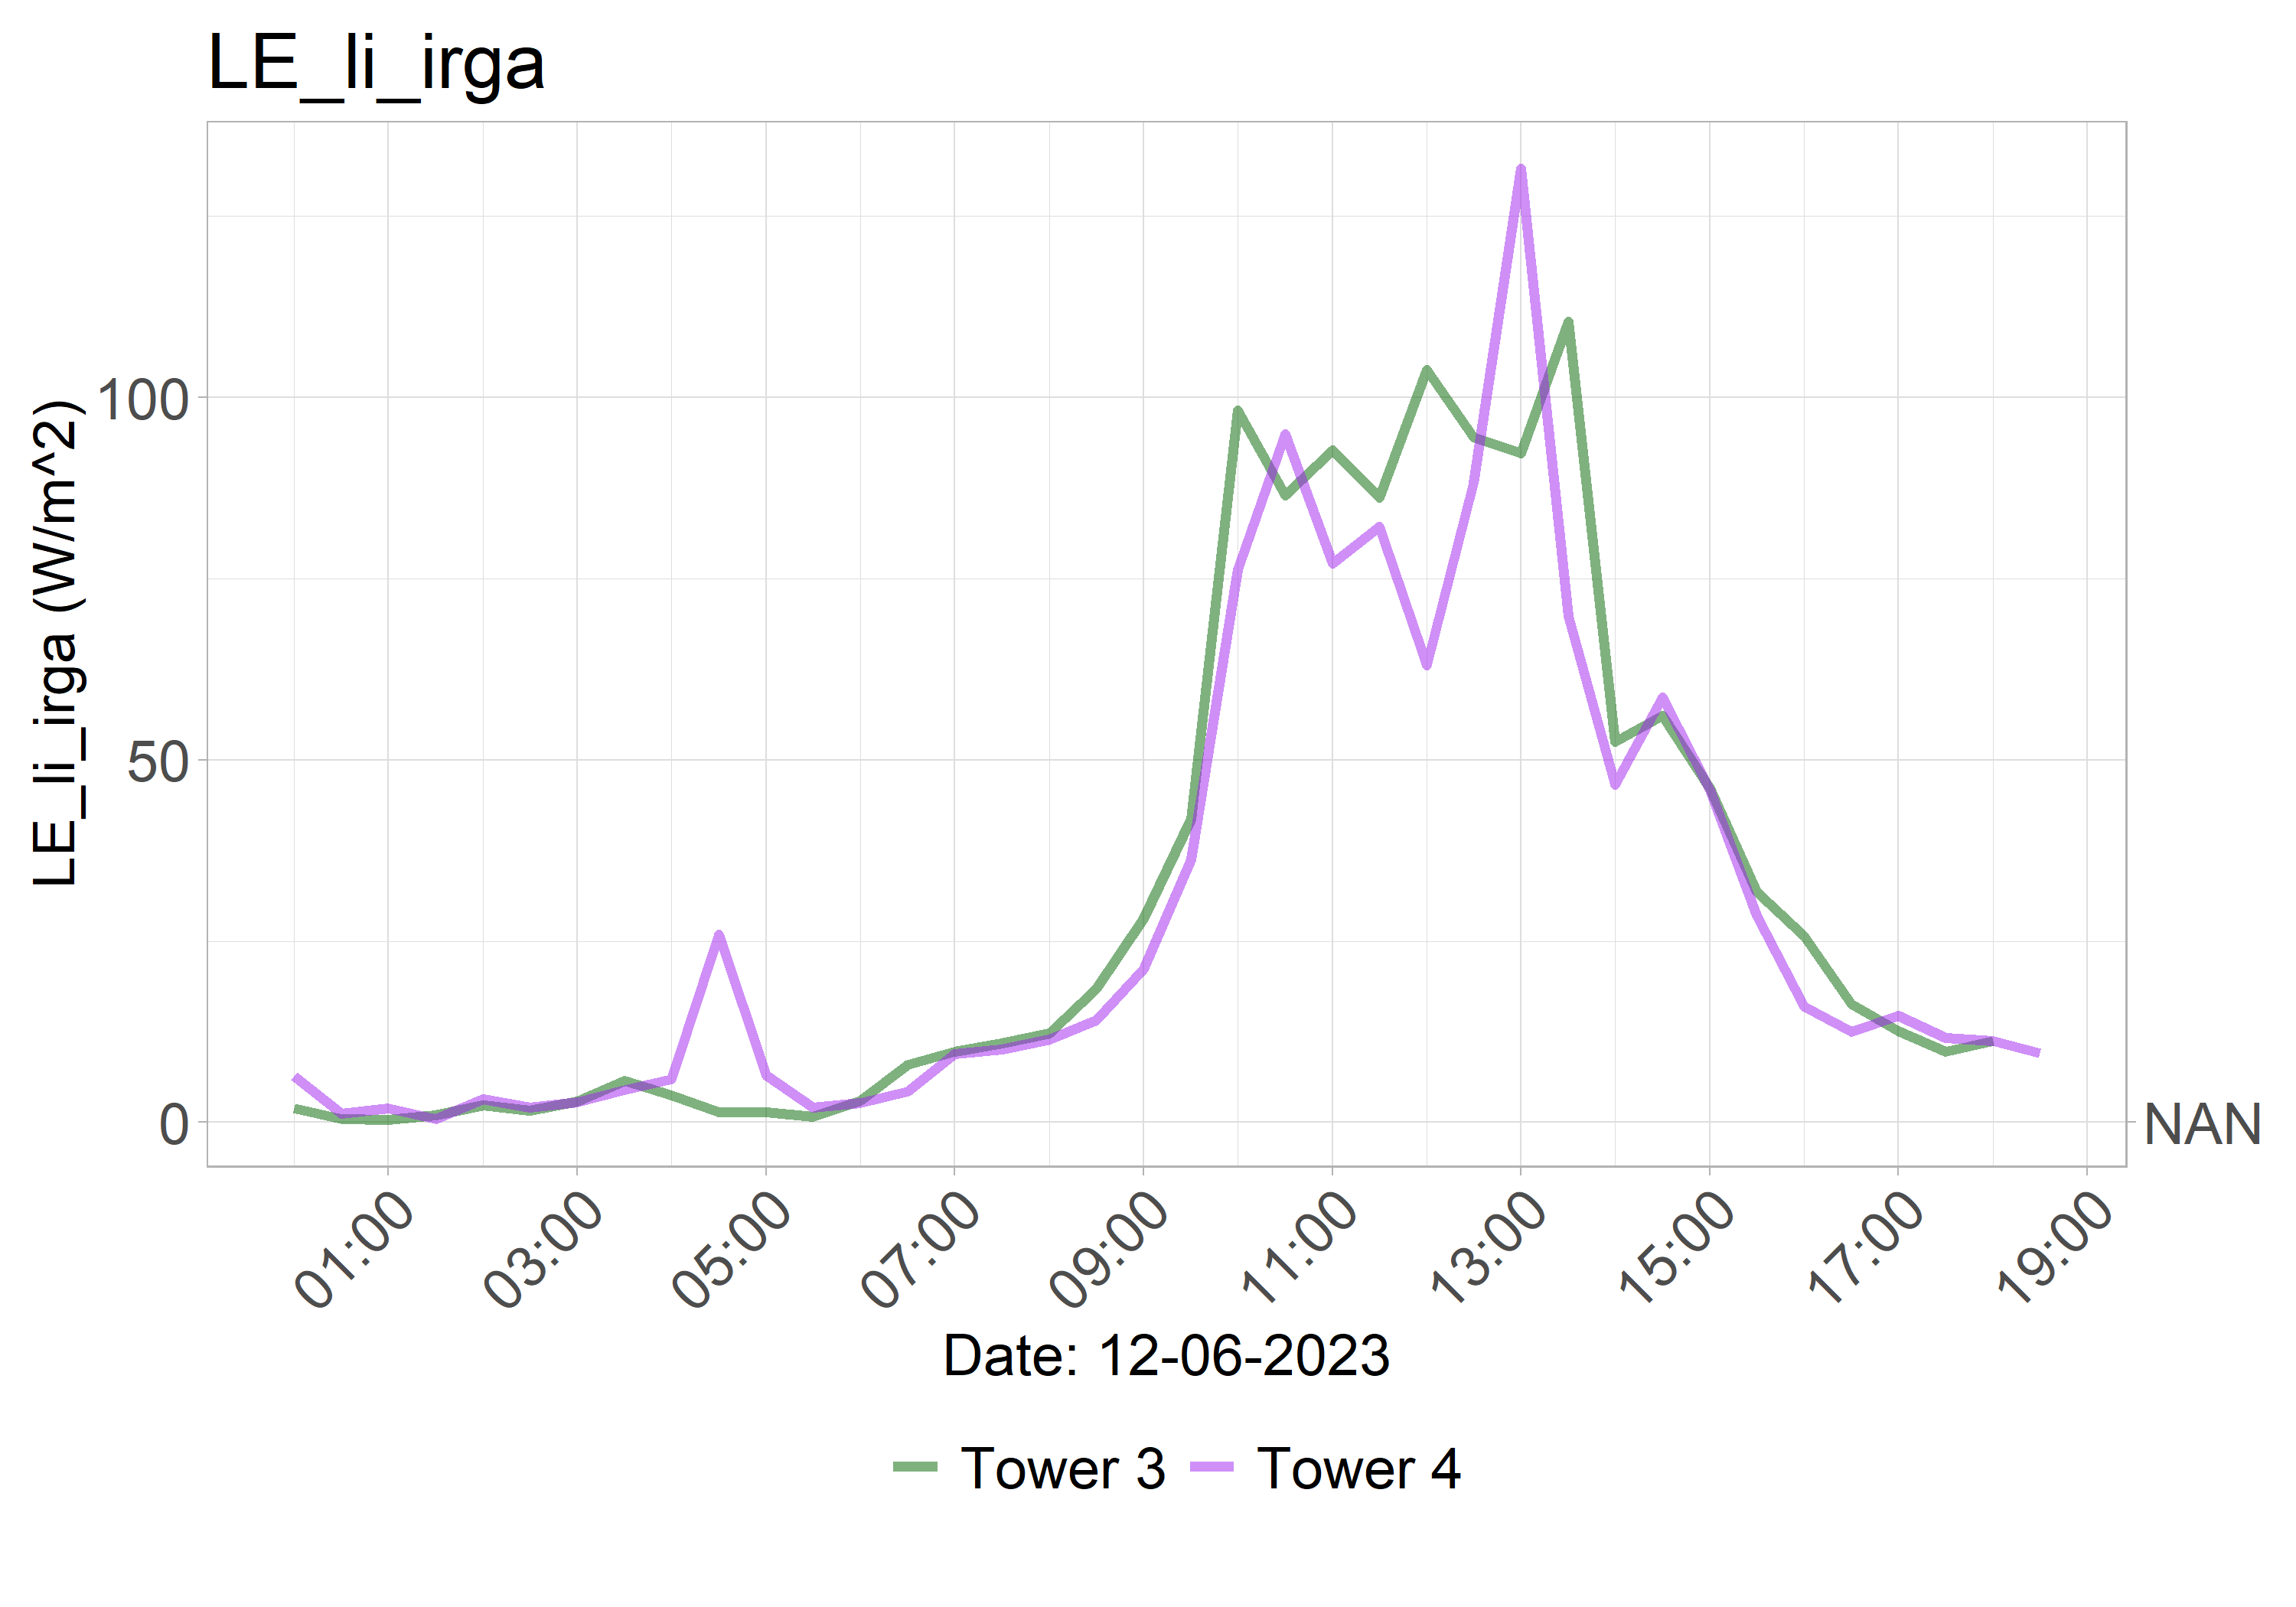 LE_li_irga
LE_li_irga (W/m^2)
100
50
0
NAN
01:00 03:00 05:00 07:00 09:00 11:00 13:00 15:00 17:00 19:00
Date: 12-06-2023
Tower 3 Tower 4